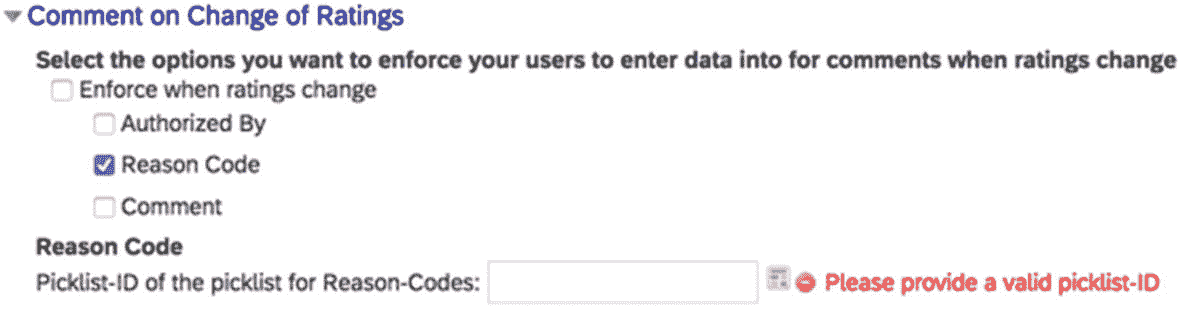 Comment on Change of Ratings
Select the options you want to enforce your users to enter data into for comments when ratings change
Enforce when ratings change
Authorized By
Reason Code
Comment
Reason Code
Picklist-ID of the picklist for Reason-Codes: Please provide a valid picklist-ID